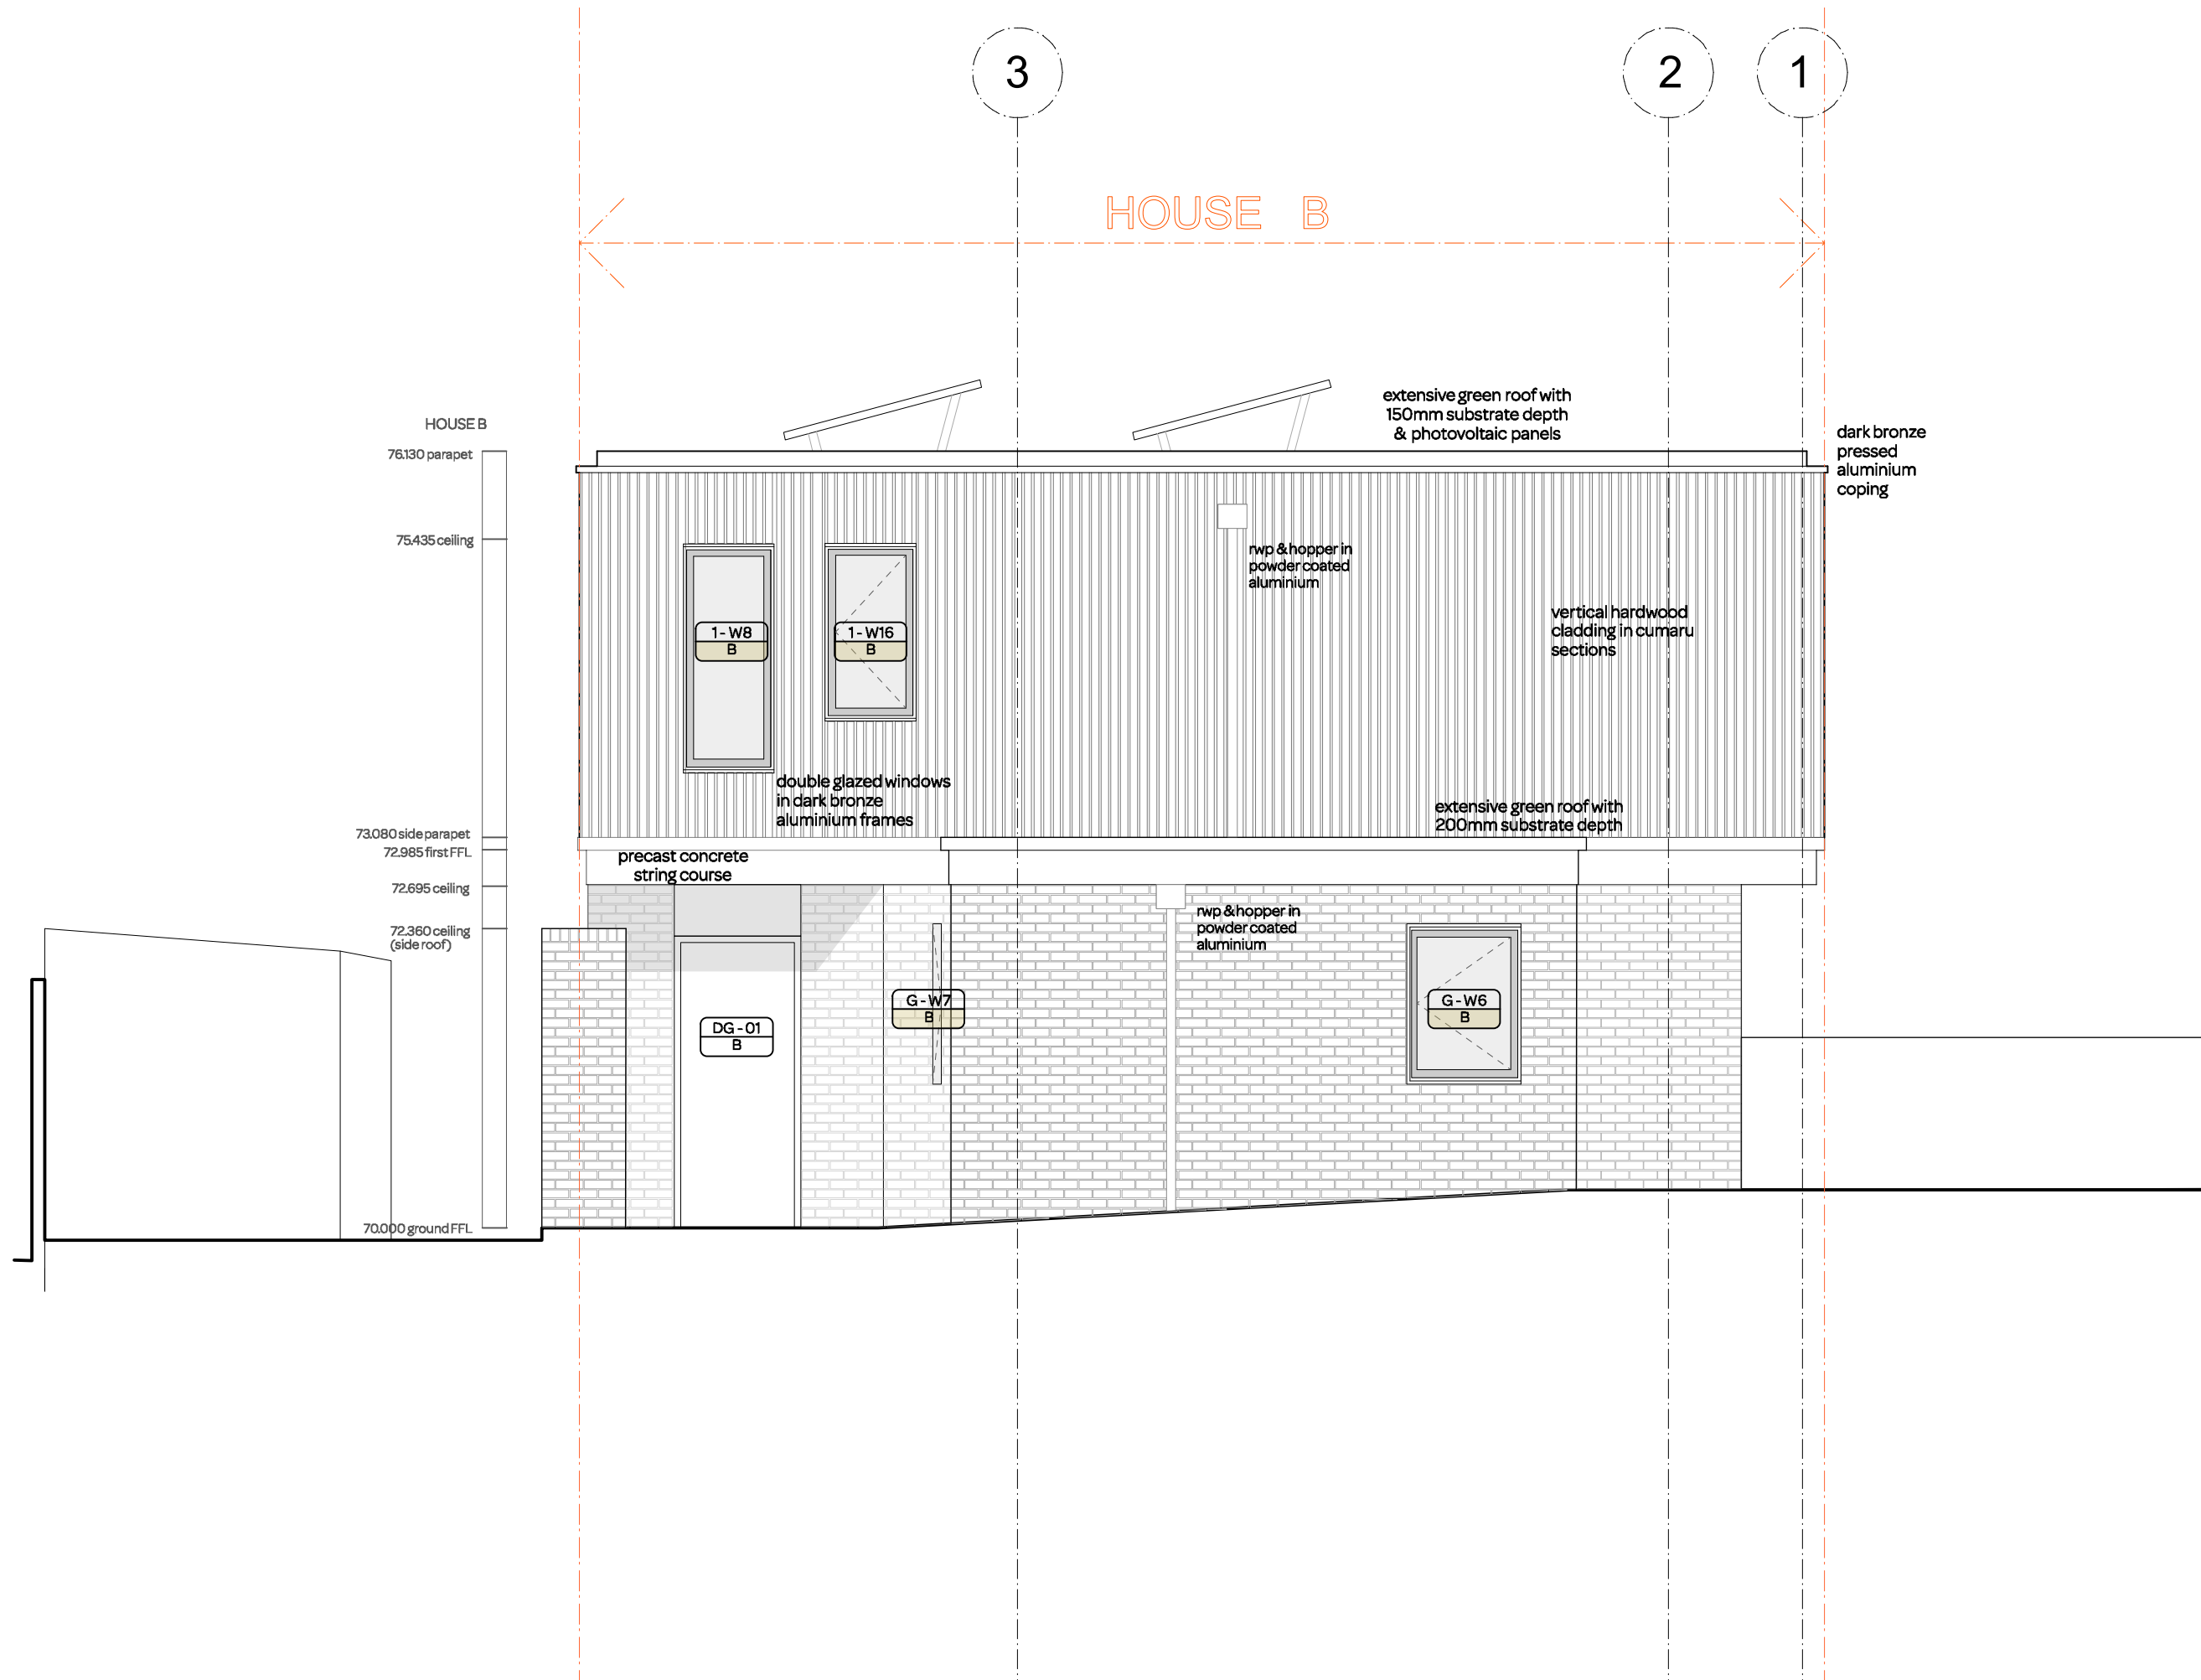 3
2
1
HOUSE B
extensive green roof with
150mm substrate depth
& photovoltaic panels
dark bronze
pressed
aluminium
coping
HOUSE B
76.130 parapet
75.435 ceiling
rwp & hopper in
powder coated
aluminium
vertical hardwood
cladding in cumaru
sections
1 - W8
B
1 - W16
B
double glazed windows
in dark bronze
aluminium frames
extensive green roof with
200mm substrate depth
73.080 side parapet
72.985 first FFL
precast concrete
string course
72.695 ceiling
72.360 ceiling
(side roof)
rwp & hopper in
powder coated
aluminium
G - W7
B
G - W6
B
DG - 01
B
70.000 ground FFL